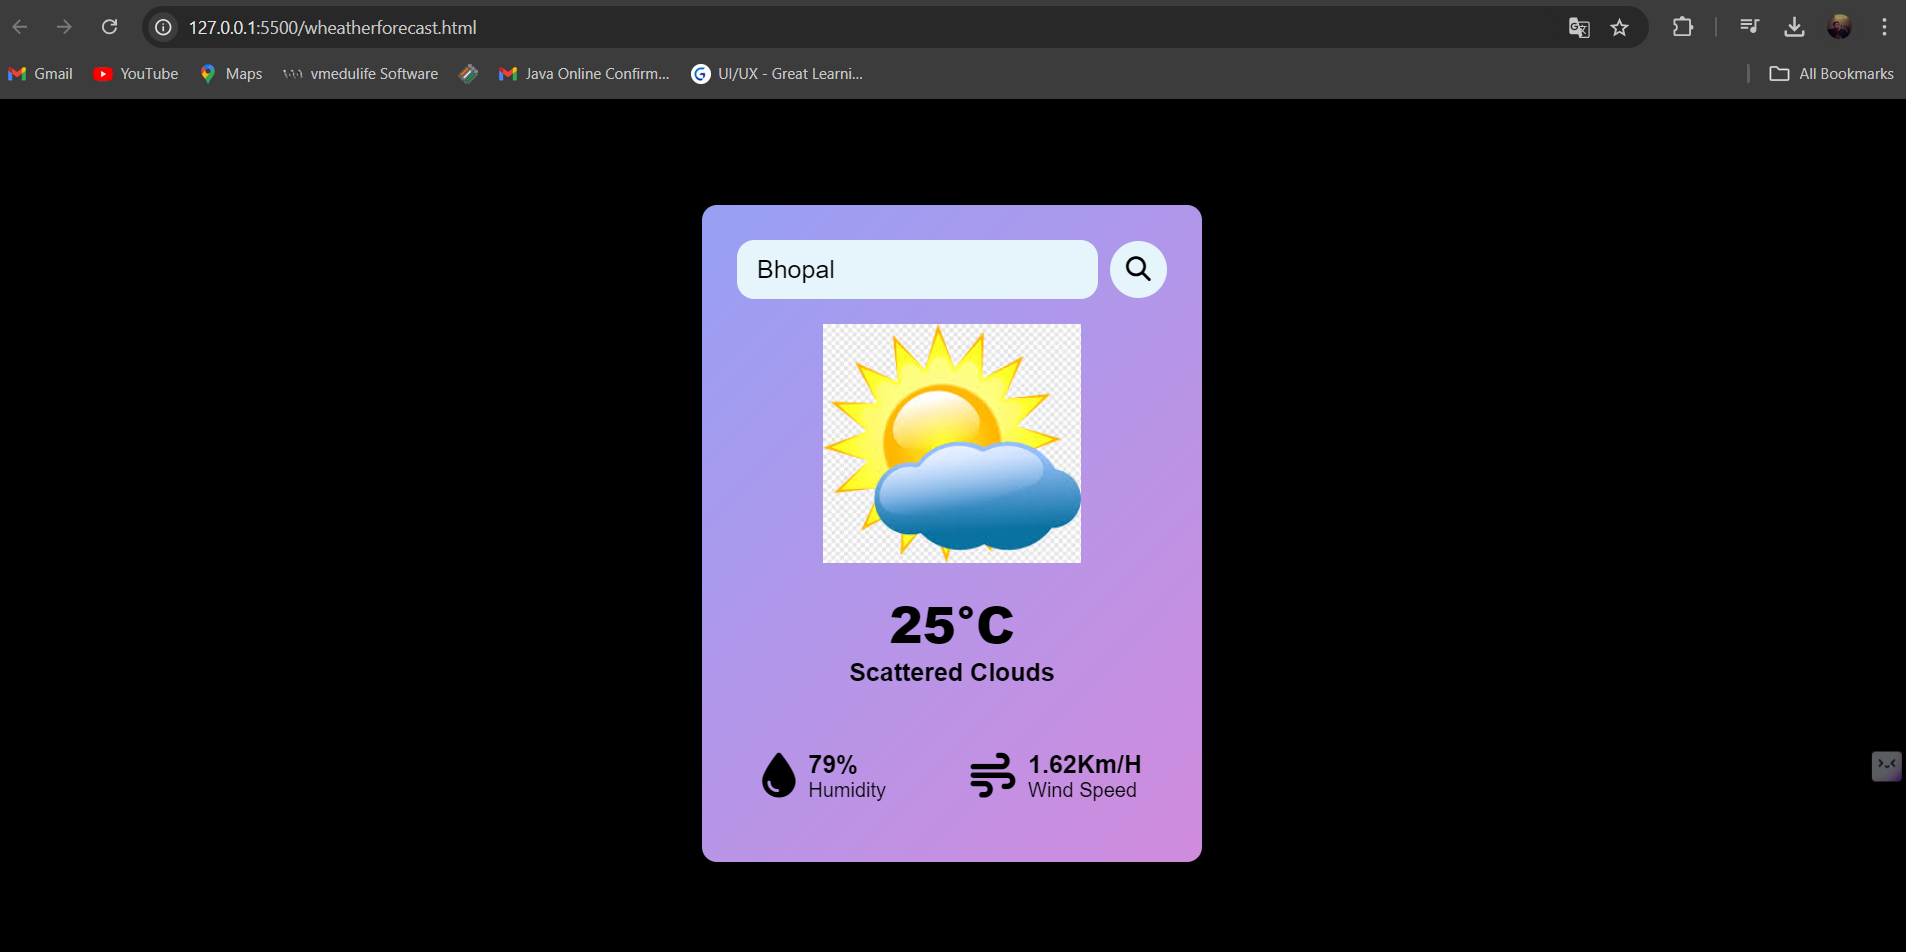 127.0.0.1:5500/wheatherforecast.html
Gmail YouTube Maps vmedulife Software Java Online Confirm... UI/UX - Great Learni... All Bookmarks
Bhopal
25°C
Scattered Clouds
79% 1.62Km/H
Humidity Wind Speed